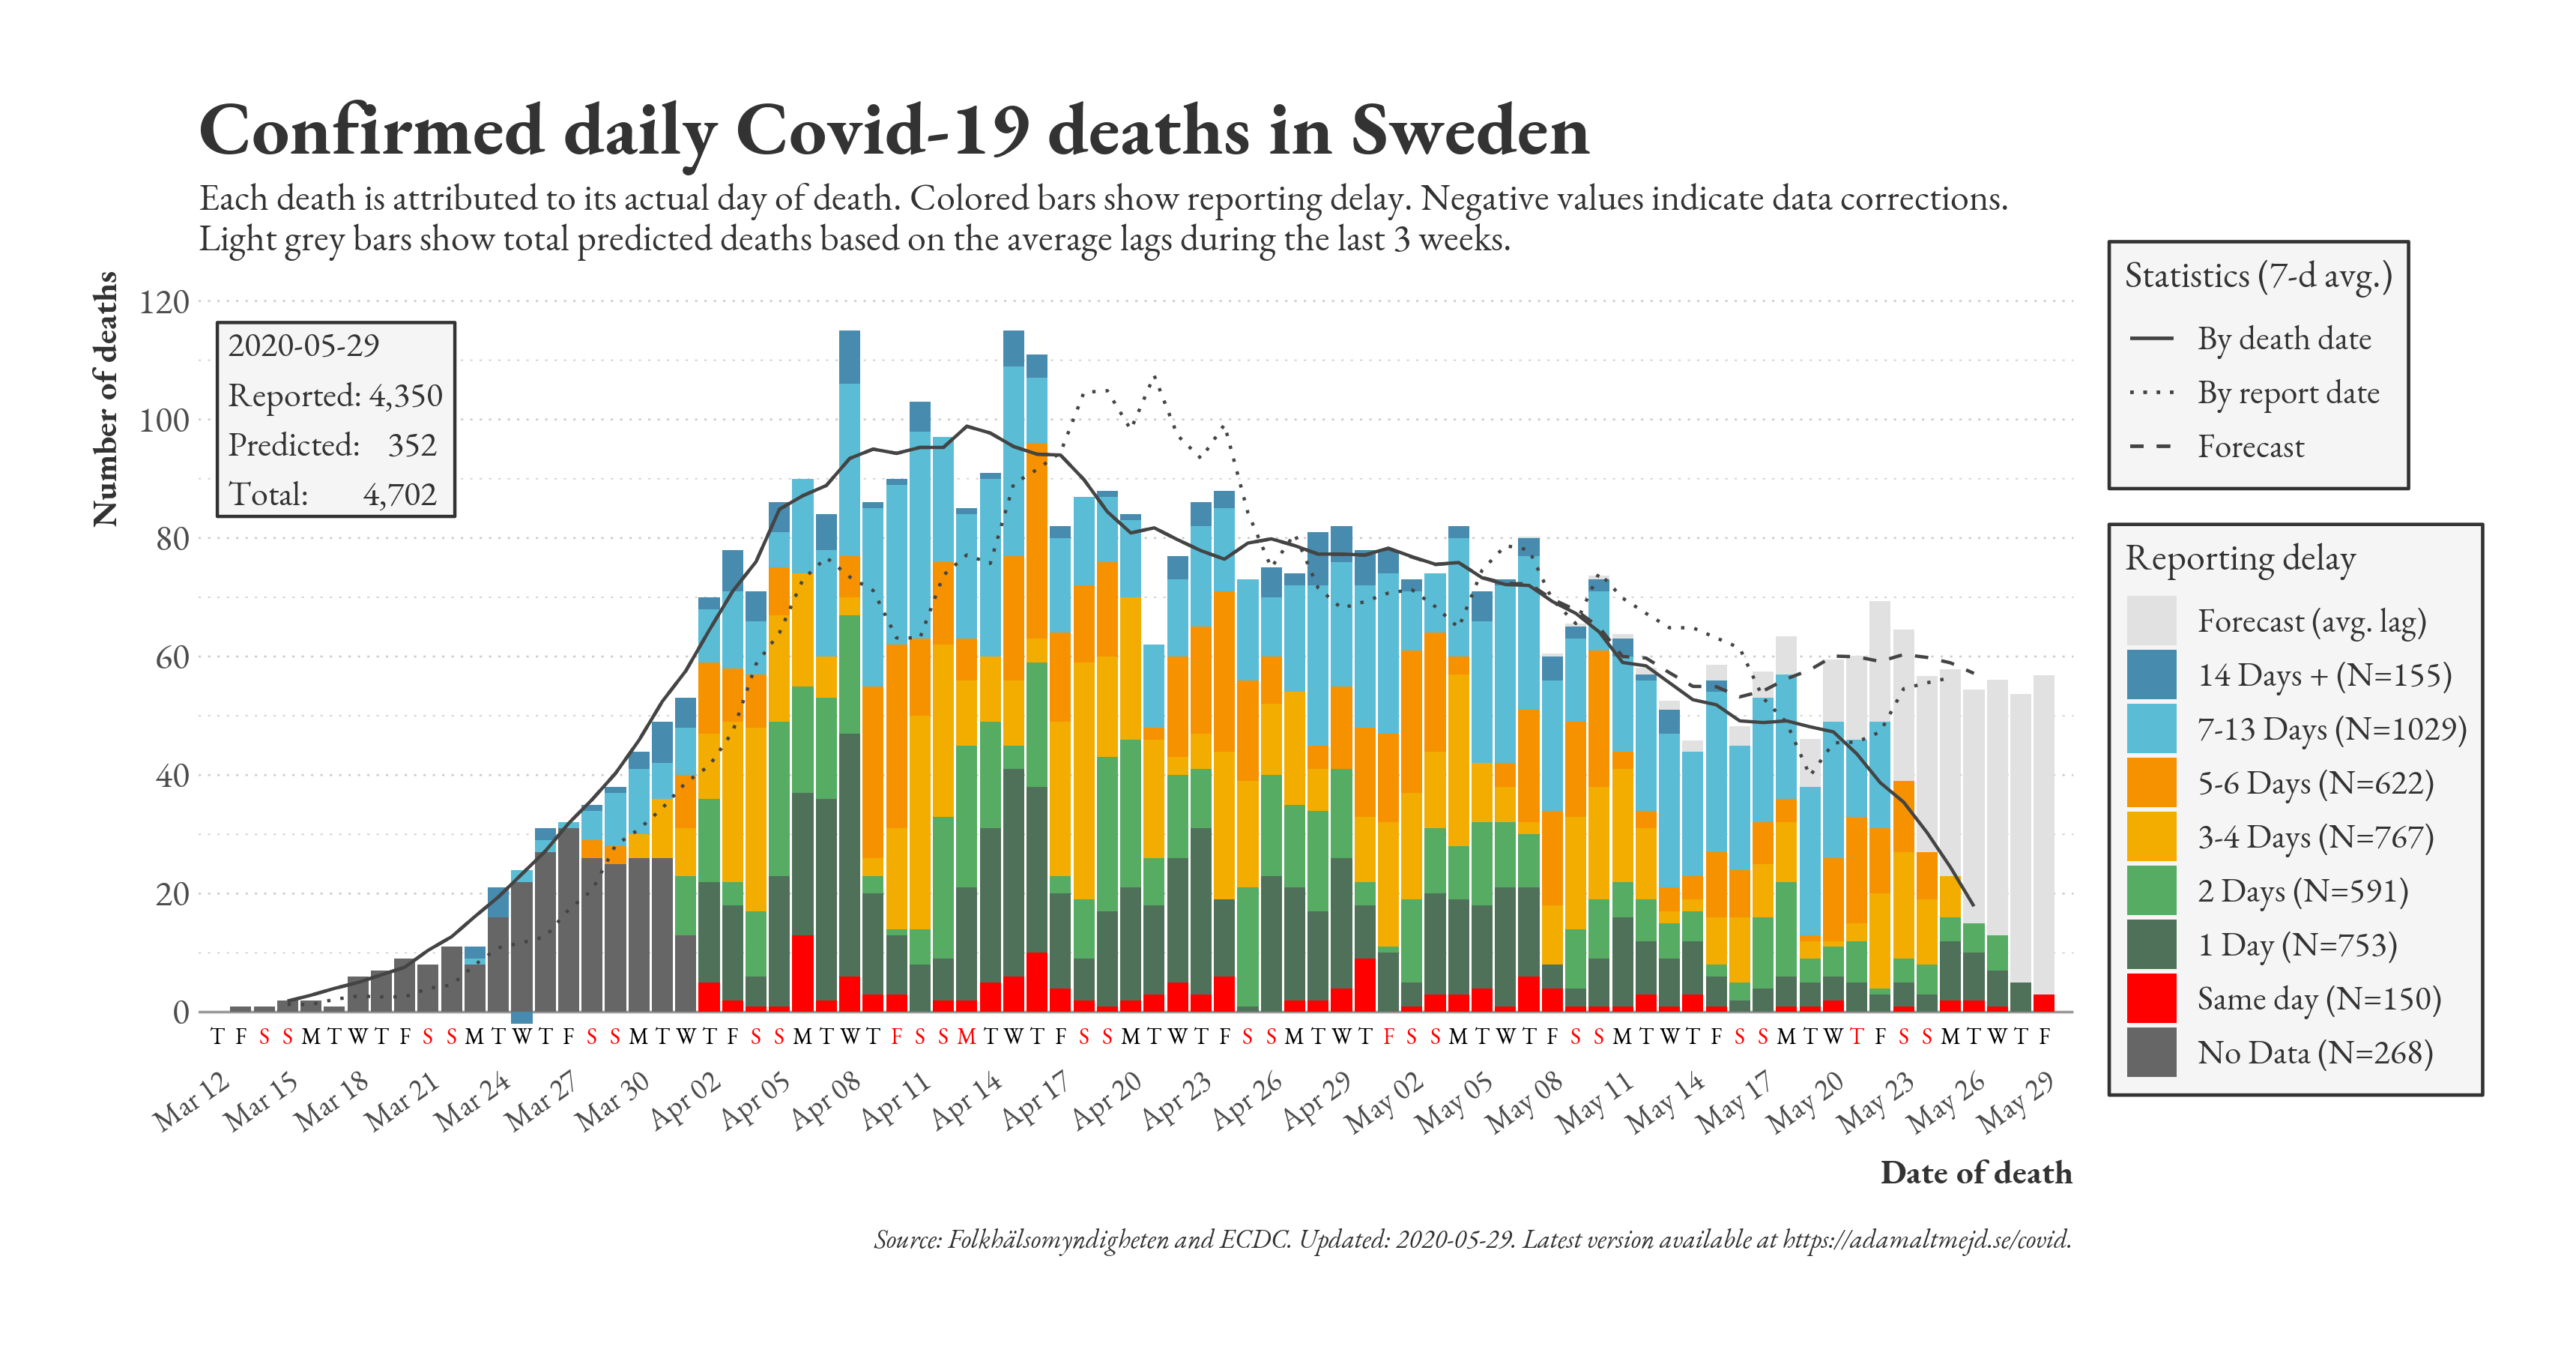 Confirmed daily Covid-19 deaths in Sweden
Each death is attributed to its actual day of death. Colored bars show reporting delay. Negative values indicate data corrections.
Light grey bars show total predicted deaths based on the average lags during the last 3 weeks.
Number of deaths
120
100
80
60
40
20
0
2020-05-29
Reported: 4,350
Predicted: 352
Total: 4,702
T F S S M T W T F S S M T W T F S S M T W T F S S M T W T F S S M T W T F S S M T W T F S S M T W T F S S M T W T F S S M T W T F S S M T W T F S S M T W T F
Mar 12 Mar 15 Mar 18 Mar 21 Mar 24 Mar 27 Mar 30 Apr 02 Apr 05 Apr 08 Apr 11 Apr 14 Apr 17 Apr 20 Apr 23 Apr 26 Apr 29 May 02 May 05 May 08 May 11 May 14 May 17 May 20 May 23 May 26 May 29
Date of death
Statistics (7-d avg.)
By death date
By report date
Forecast
Reporting delay
Forecast (avg. lag)
14 Days + (N=155)
7-13 Days (N=1029)
5-6 Days (N=622)
3-4 Days (N=767)
2 Days (N=591)
1 Day (N=753)
Same day (N=150)
No Data (N=268)
Source: Folkhälsomyndigheten and ECDC. Updated: 2020-05-29. Latest version available at https://adamaltmejd.se/covid.